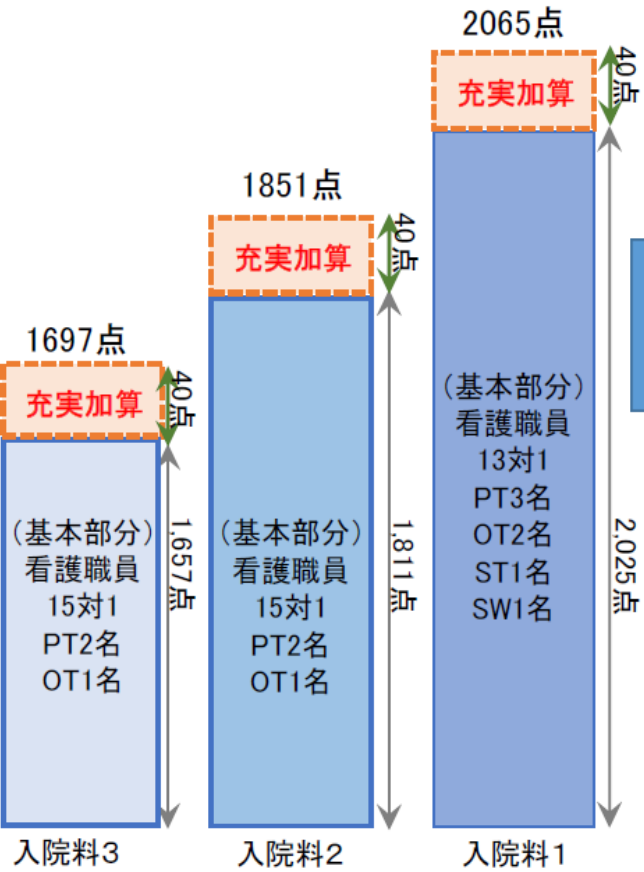 1697点
充実加算
40点
(基本部分)
看護職員
15対1
PT2名
OT1名
1,657点
入院料3
1851点
充実加算
40点
(基本部分)
看護職員
15対1
PT2名
OT1名
1,811点
入院料2
2065点
充実加算
40点
(基本部分)
看護職員
13対1
PT3名
OT2名
ST1名
SW1名
2,025点
入院料1